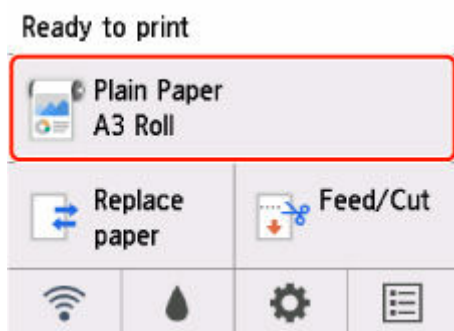 Ready to print
Plain Paper
A3 Roll
Replace
paper
Feed/Cut